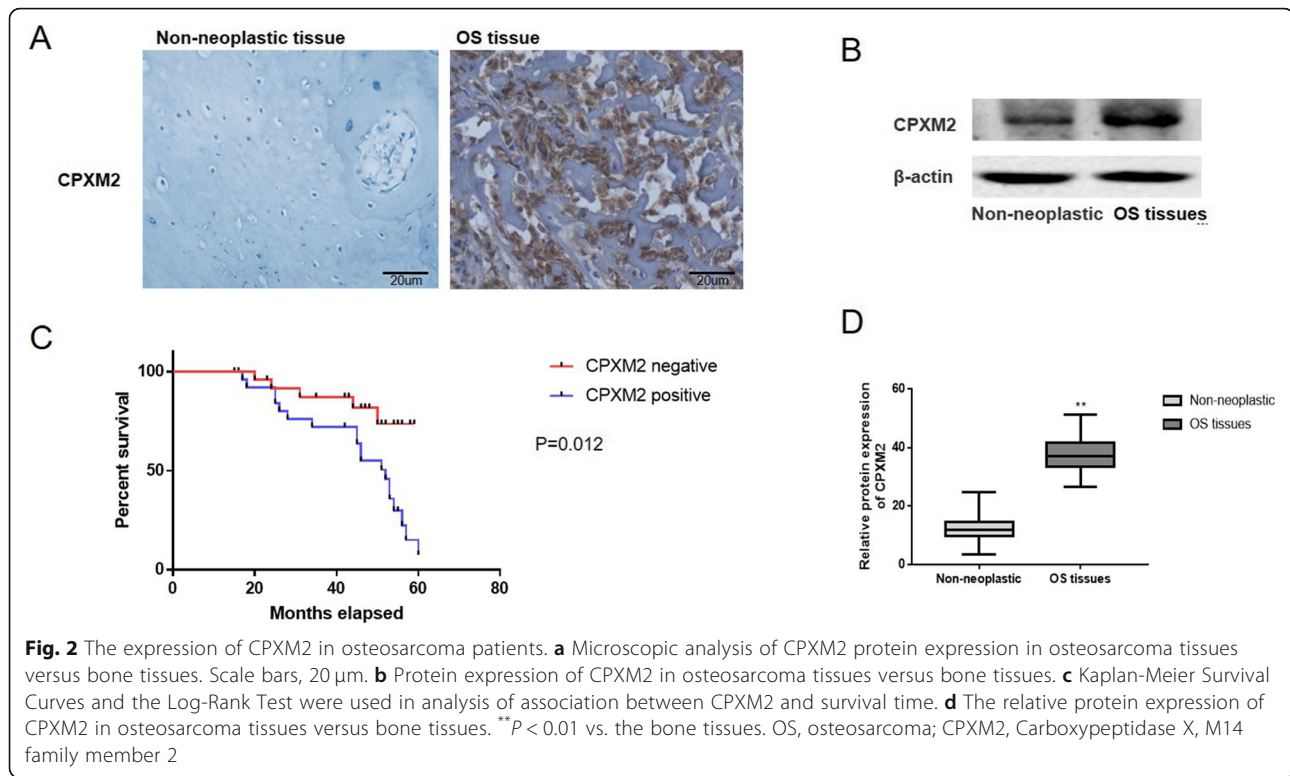 A
Non-neoplastic tissue
OS tissue
CPXM2
20um
20um
B
CPXM2
β-actin
Non-neoplastic OS tissues
C
Percent survival
100
50
0
0 20 40 60 80
Months elapsed
CPXM2 negative
CPXM2 positive
P=0.012
D
Relative protein expression
of CPXM2
60
40
20
0
**
Non-neoplastic OS tissues
Non-neoplastic
OS tissues
Fig. 2 The expression of CPXM2 in osteosarcoma patients. a Microscopic analysis of CPXM2 protein expression in osteosarcoma tissues
versus bone tissues. Scale bars, 20 μm. b Protein expression of CPXM2 in osteosarcoma tissues versus bone tissues. c Kaplan-Meier Survival
Curves and the Log-Rank Test were used in analysis of association between CPXM2 and survival time. d The relative protein expression of
CPXM2 in osteosarcoma tissues versus bone tissues. **P < 0.01 vs. the bone tissues. OS, osteosarcoma; CPXM2, Carboxypeptidase X, M14
family member 2